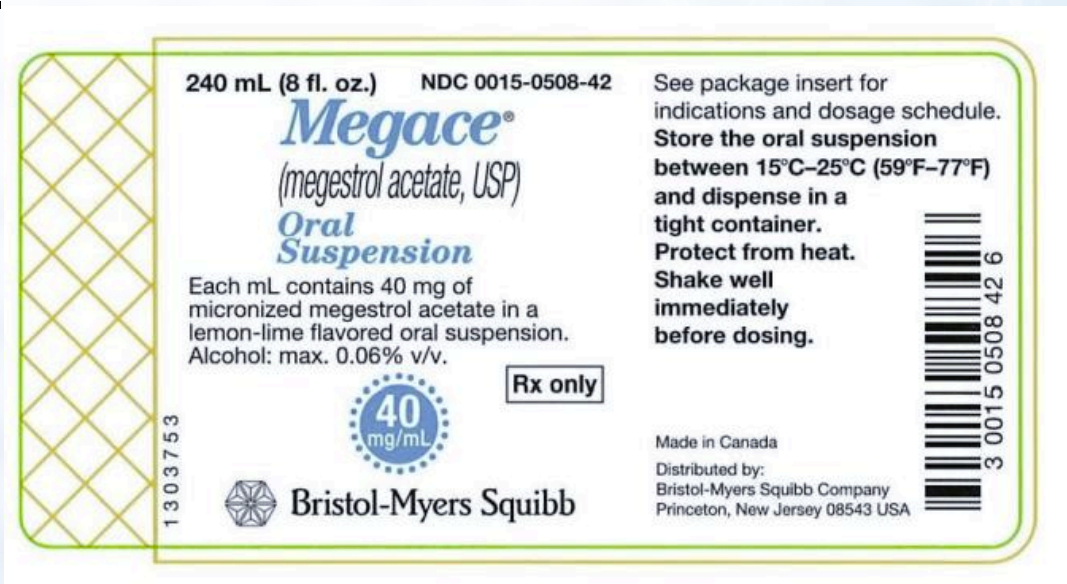 240 mL (8 fl. oz.) NDC 0015-0508-42
Megace®
(megestrol acetate, USP)
Oral
Suspension
Each mL contains 40 mg of
micronized megestrol acetate in a
lemon-lime flavored oral suspension.
Alcohol: max. 0.06% v/v.
Rx only
40
mg/mL
1303753
Bristol-Myers Squibb
See package insert for
indications and dosage schedule.
Store the oral suspension
between 15°C–25°C (59°F–77°F)
and dispense in a
tight container.
Protect from heat.
Shake well
immediately
before dosing.
Made in Canada
Distributed by:
Bristol-Myers Squibb Company
Princeton, New Jersey 08543 USA
3 0015 0508 42 6